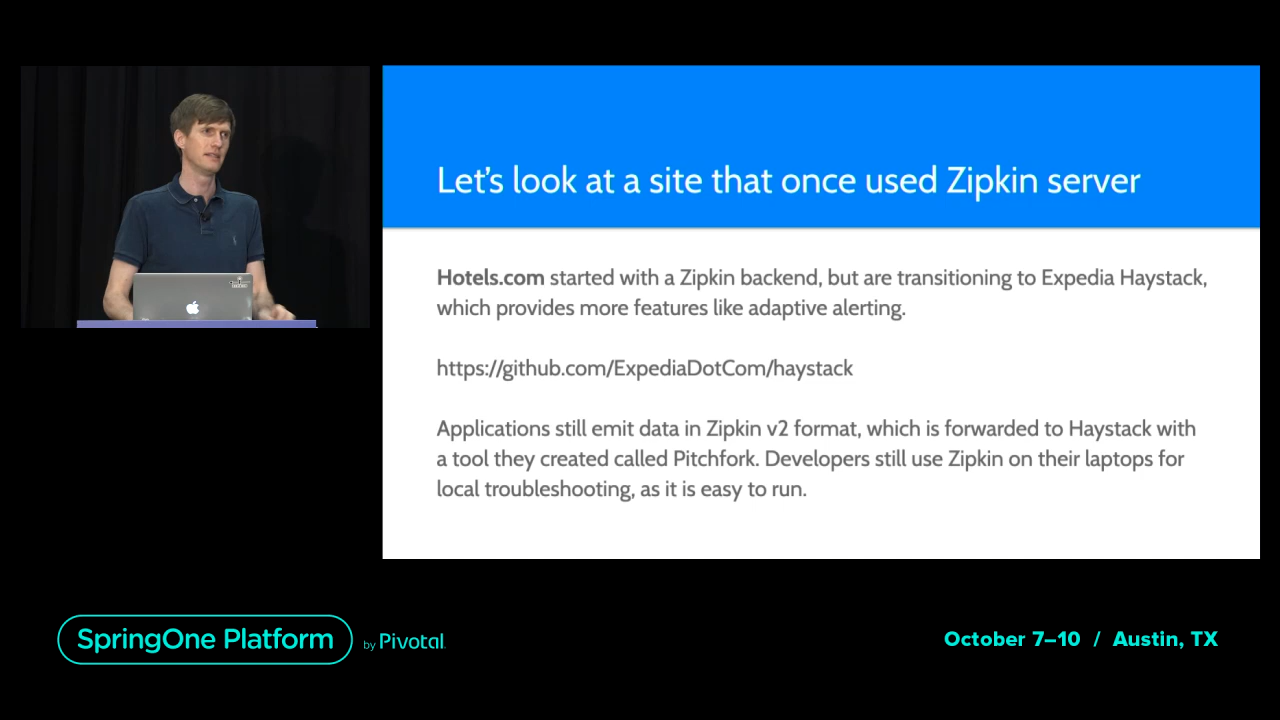 Let's look at a site that once used Zipkin server
Hotels.com started with a Zipkin backend, but are transitioning to Expedia Haystack,
which provides more features like adaptive alerting.
https://github.com/ExpediaDotCom/haystack
Applications still emit data in Zipkin v2 format, which is forwarded to Haystack with
a tool they created called Pitchfork. Developers still use Zipkin on their laptops for
local troubleshooting, as it is easy to run.
SpringOne Platform by Pivotal
October 7–10 / Austin, TX